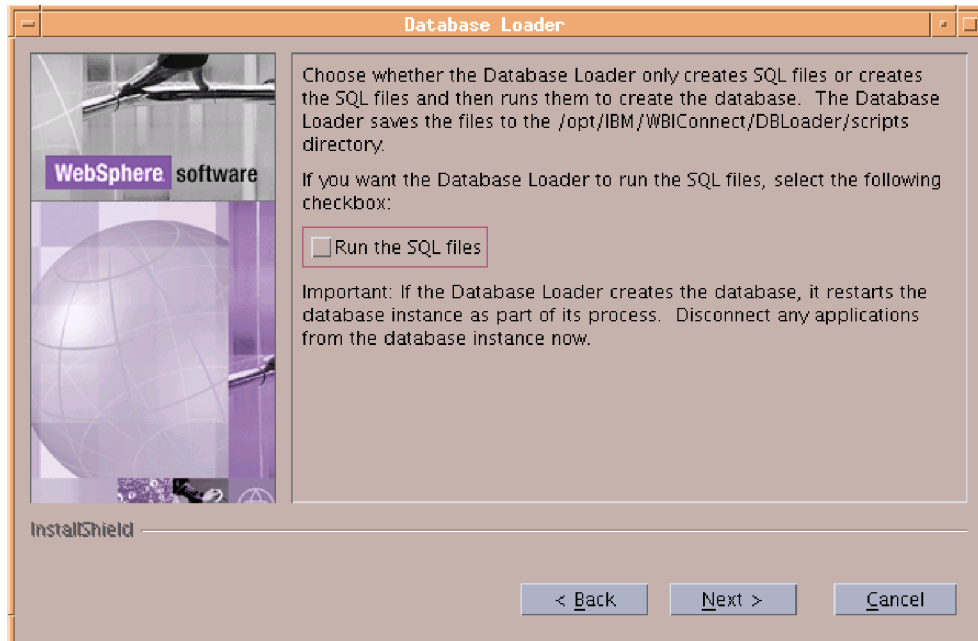 Database Loader
Choose whether the Database Loader only creates SQL files or creates
the SQL files and then runs them to create the database.  The Database
Loader saves the files to the /opt/IBM/WBIConnect/DBLoader/scripts
directory.
If you want the Database Loader to run the SQL files, select the following
checkbox:
Run the SQL files
Important: If the Database Loader creates the database, it restarts the
database instance as part of its process.  Disconnect any applications
from the database instance now.
WebSphere. software
InstallShield
< Back
Next >
Cancel